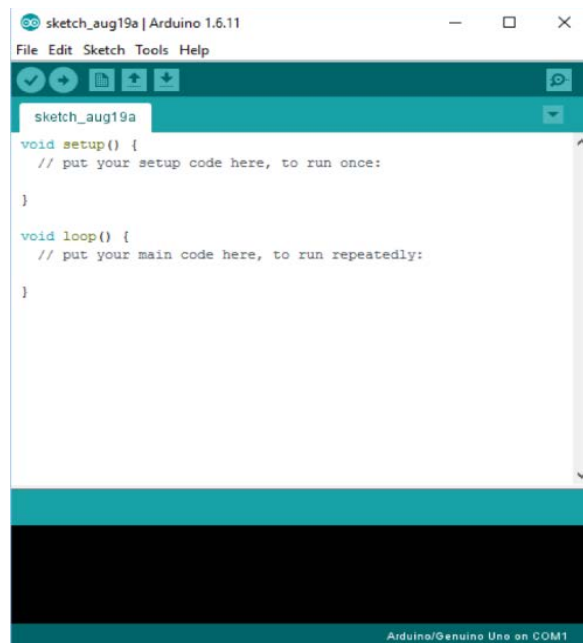 sketch_aug19a | Arduino 1.6.11
File Edit Sketch Tools Help
sketch_aug19a
void setup() {
  // put your setup code here, to run once:
}
void loop() {
  // put your main code here, to run repeatedly:
}
Arduino/Genuino Uno on COM1